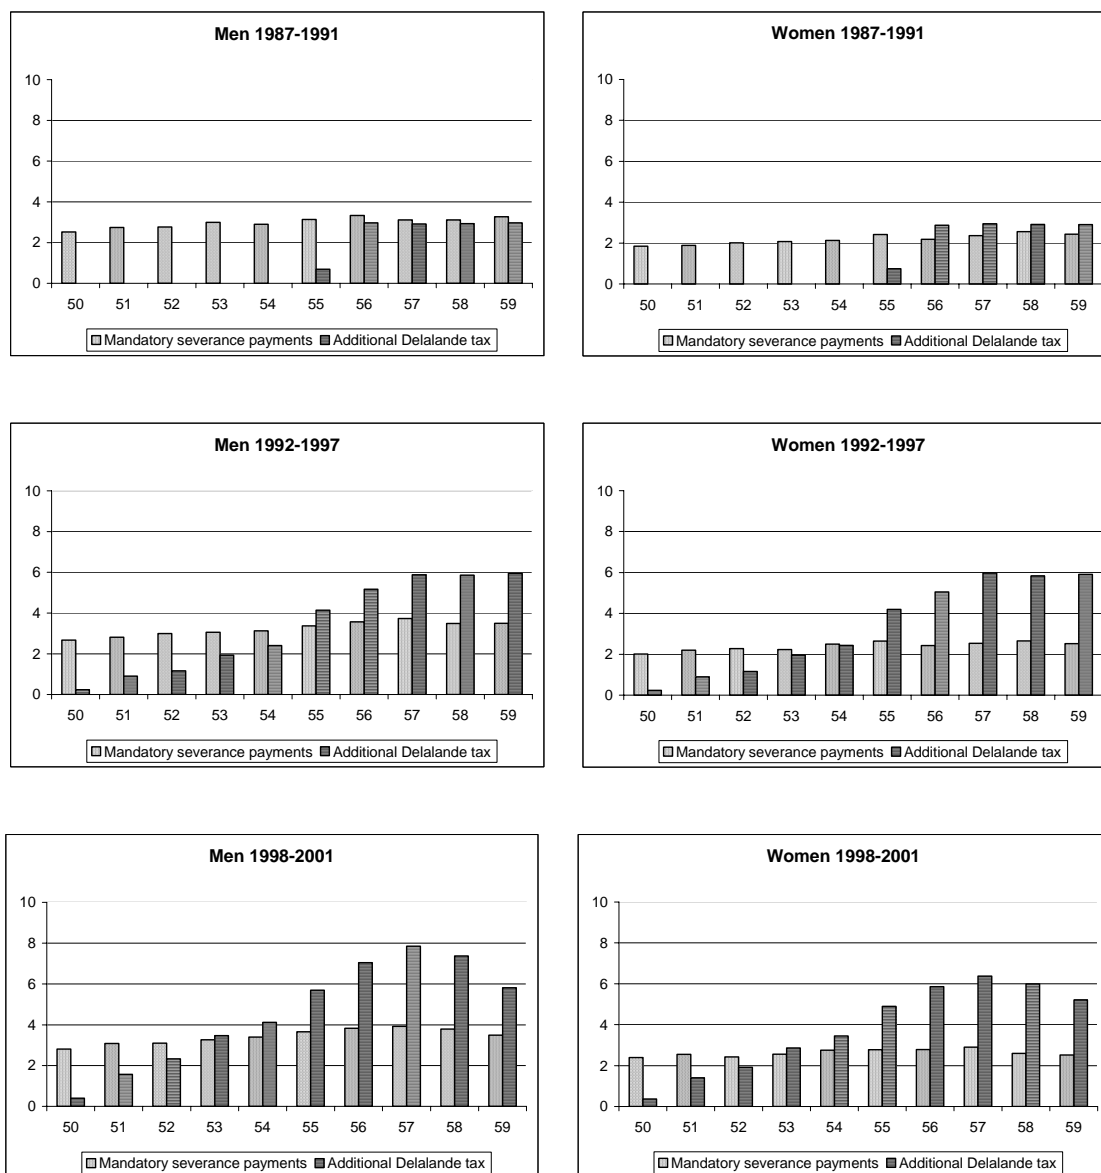 Men 1987-1991
10
8
6
4
2
0
50 51 52 53 54 55 56 57 58 59
Mandatory severance payments Additional Delalande tax
Women 1987-1991
10
8
6
4
2
0
50 51 52 53 54 55 56 57 58 59
Mandatory severance payments Additional Delalande tax
Men 1992-1997
10
8
6
4
2
0
50 51 52 53 54 55 56 57 58 59
Mandatory severance payments Additional Delalande tax
Women 1992-1997
10
8
6
4
2
0
50 51 52 53 54 55 56 57 58 59
Mandatory severance payments Additional Delalande tax
Men 1998-2001
10
8
6
4
2
0
50 51 52 53 54 55 56 57 58 59
Mandatory severance payments Additional Delalande tax
Women 1998-2001
10
8
6
4
2
0
50 51 52 53 54 55 56 57 58 59
Mandatory severance payments Additional Delalande tax